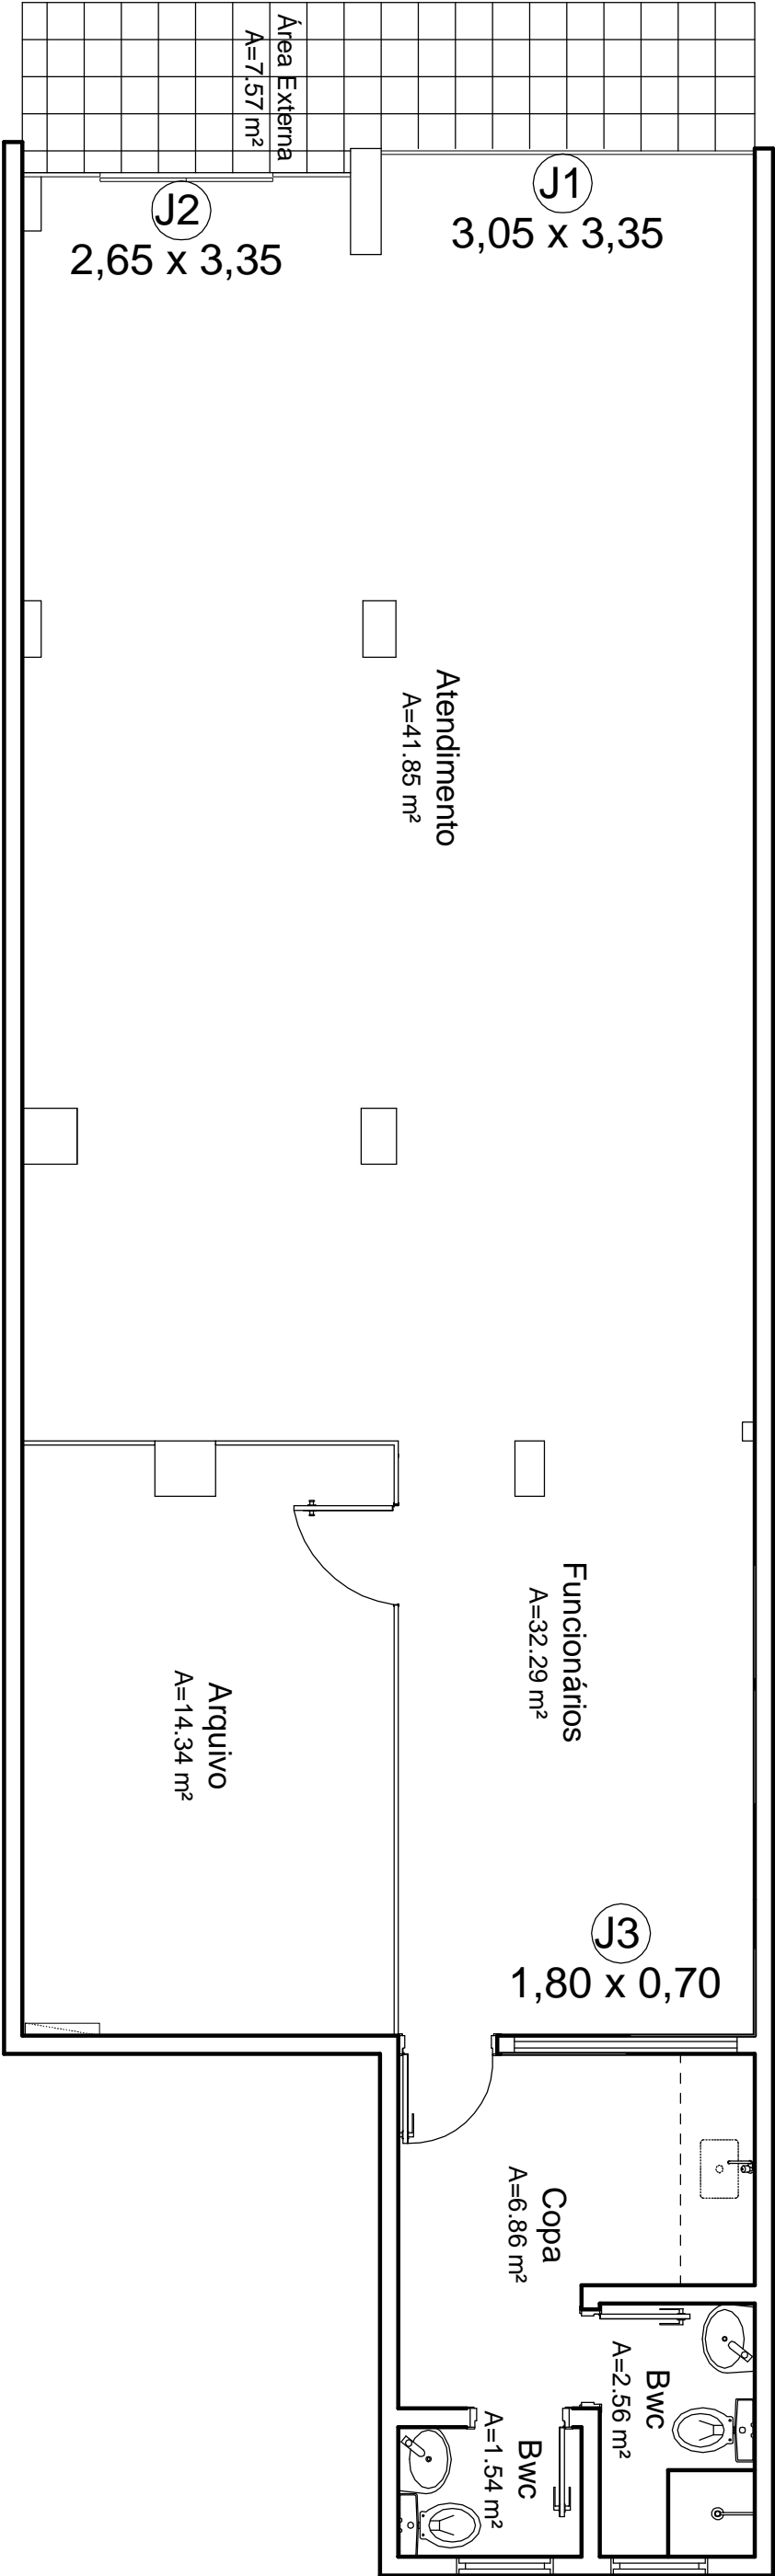 Área Externa
A=7.57 m²
J1
3,05 x 3,35
J2
2,65 x 3,35
Atendimento
A=41.85 m²
Funcionários
A=32.29 m²
Arquivo
A=14.34 m²
J3
1,80 x 0,70
Copa
A=6.86 m²
Bwc
A=2.56 m²
Bwc
A=1.54 m²